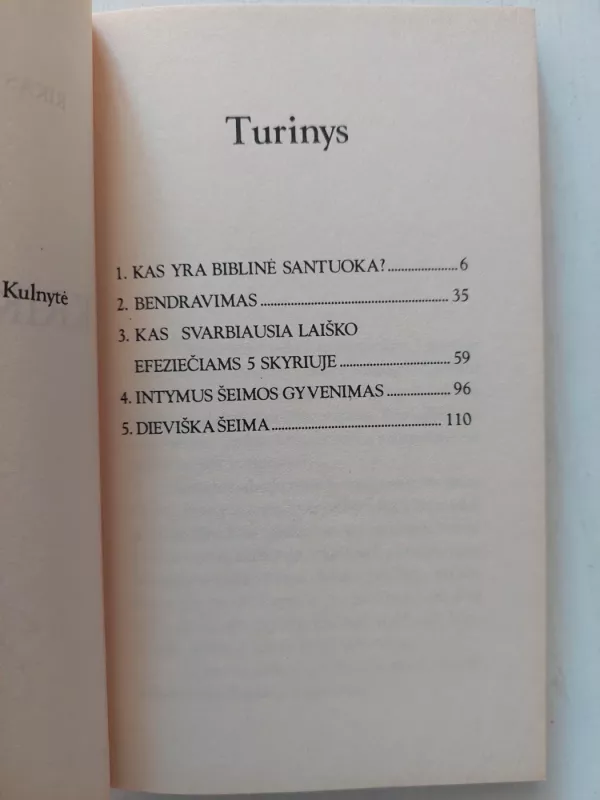 Turinys
1. KAS YRA BIBLINĖ SANTUOKA?....................6
Kulnytė
2. BENDRAVIMAS....................35
3. KAS SVARBIAUSIA LAIŠKO
EFEZIEČIAMS 5 SKYRIUJE....................59
4. INTYMUS ŠEIMOS GYVENIMAS....................96
5. DIEVIŠKA ŠEIMA....................110